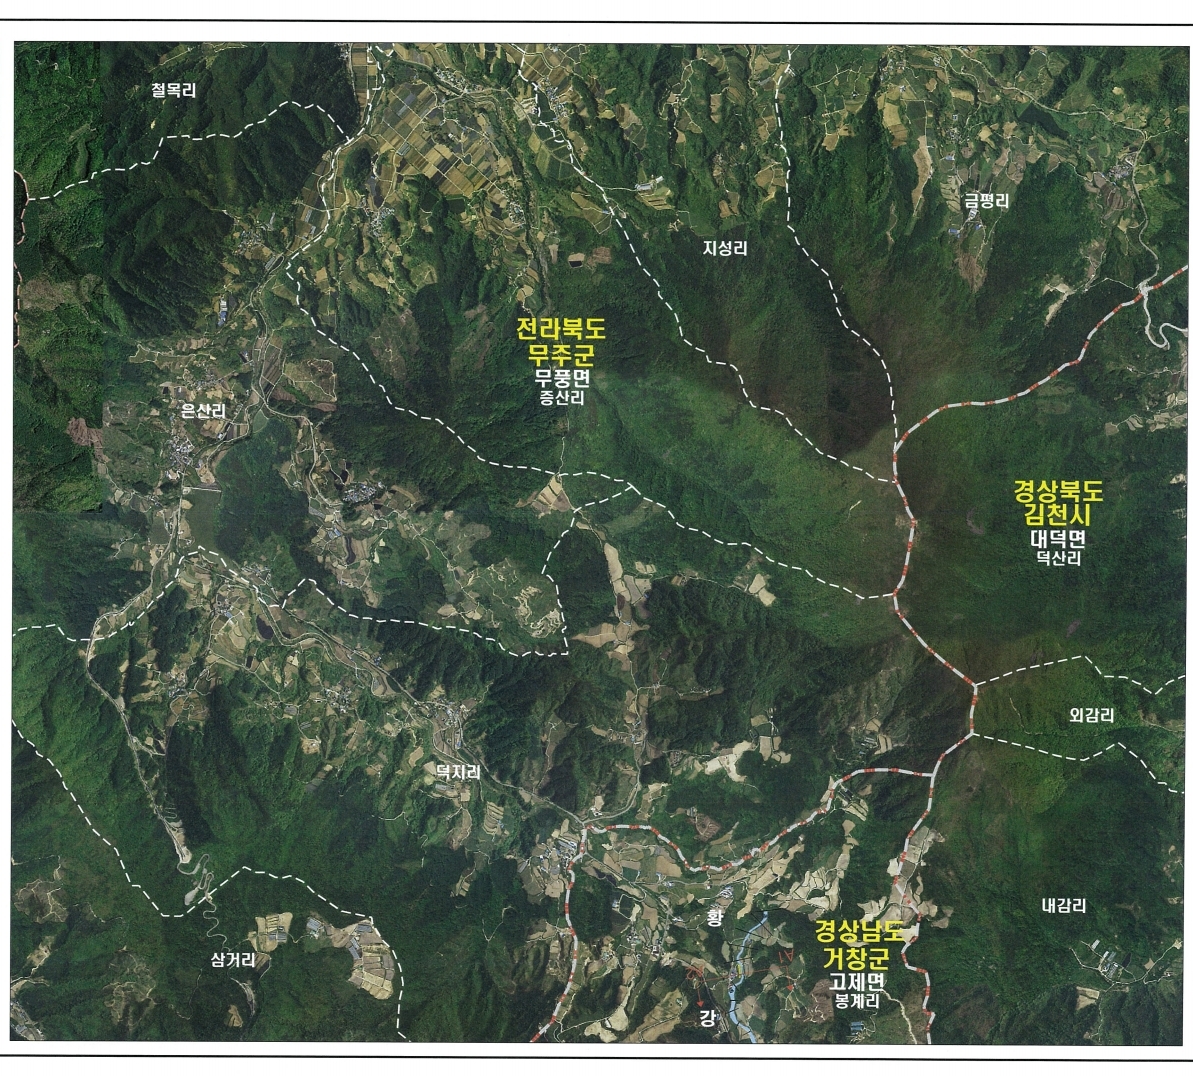 철목리
금평리
지성리
전라북도
무주군
무풍면
증산리
은산리
경상북도
김천시
대덕면
덕산리
외감리
덕지리
내감리
황
경상남도
거창군
고제면
봉계리
삼거리
강